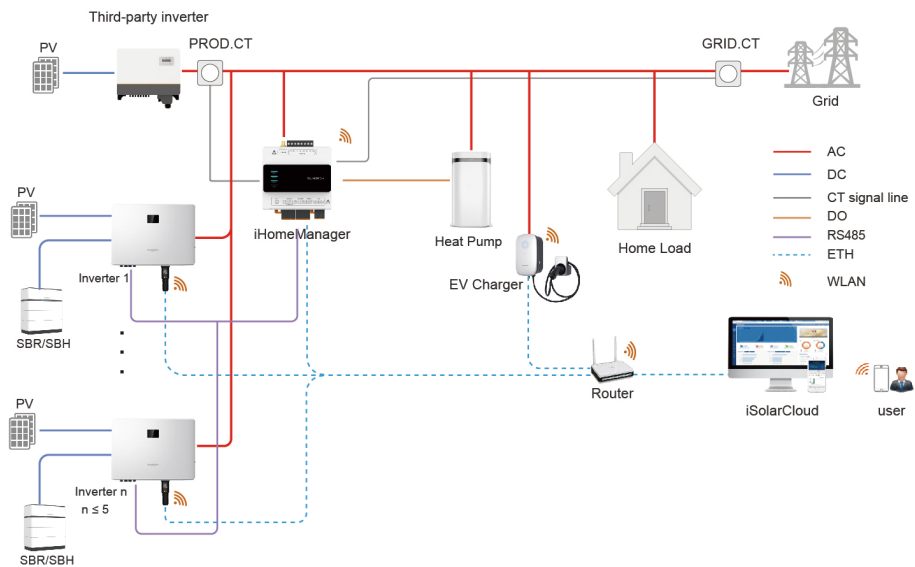 Third-party inverter
PV
PROD.CT
GRID.CT
Grid
AC
DC
CT signal line
DO
RS485
ETH
WLAN
iHomeManager
Heat Pump
EV Charger
Home Load
PV
Inverter 1
SBR/SBH
Router
iSolarCloud
user
PV
Inverter n
n ≤ 5
SBR/SBH